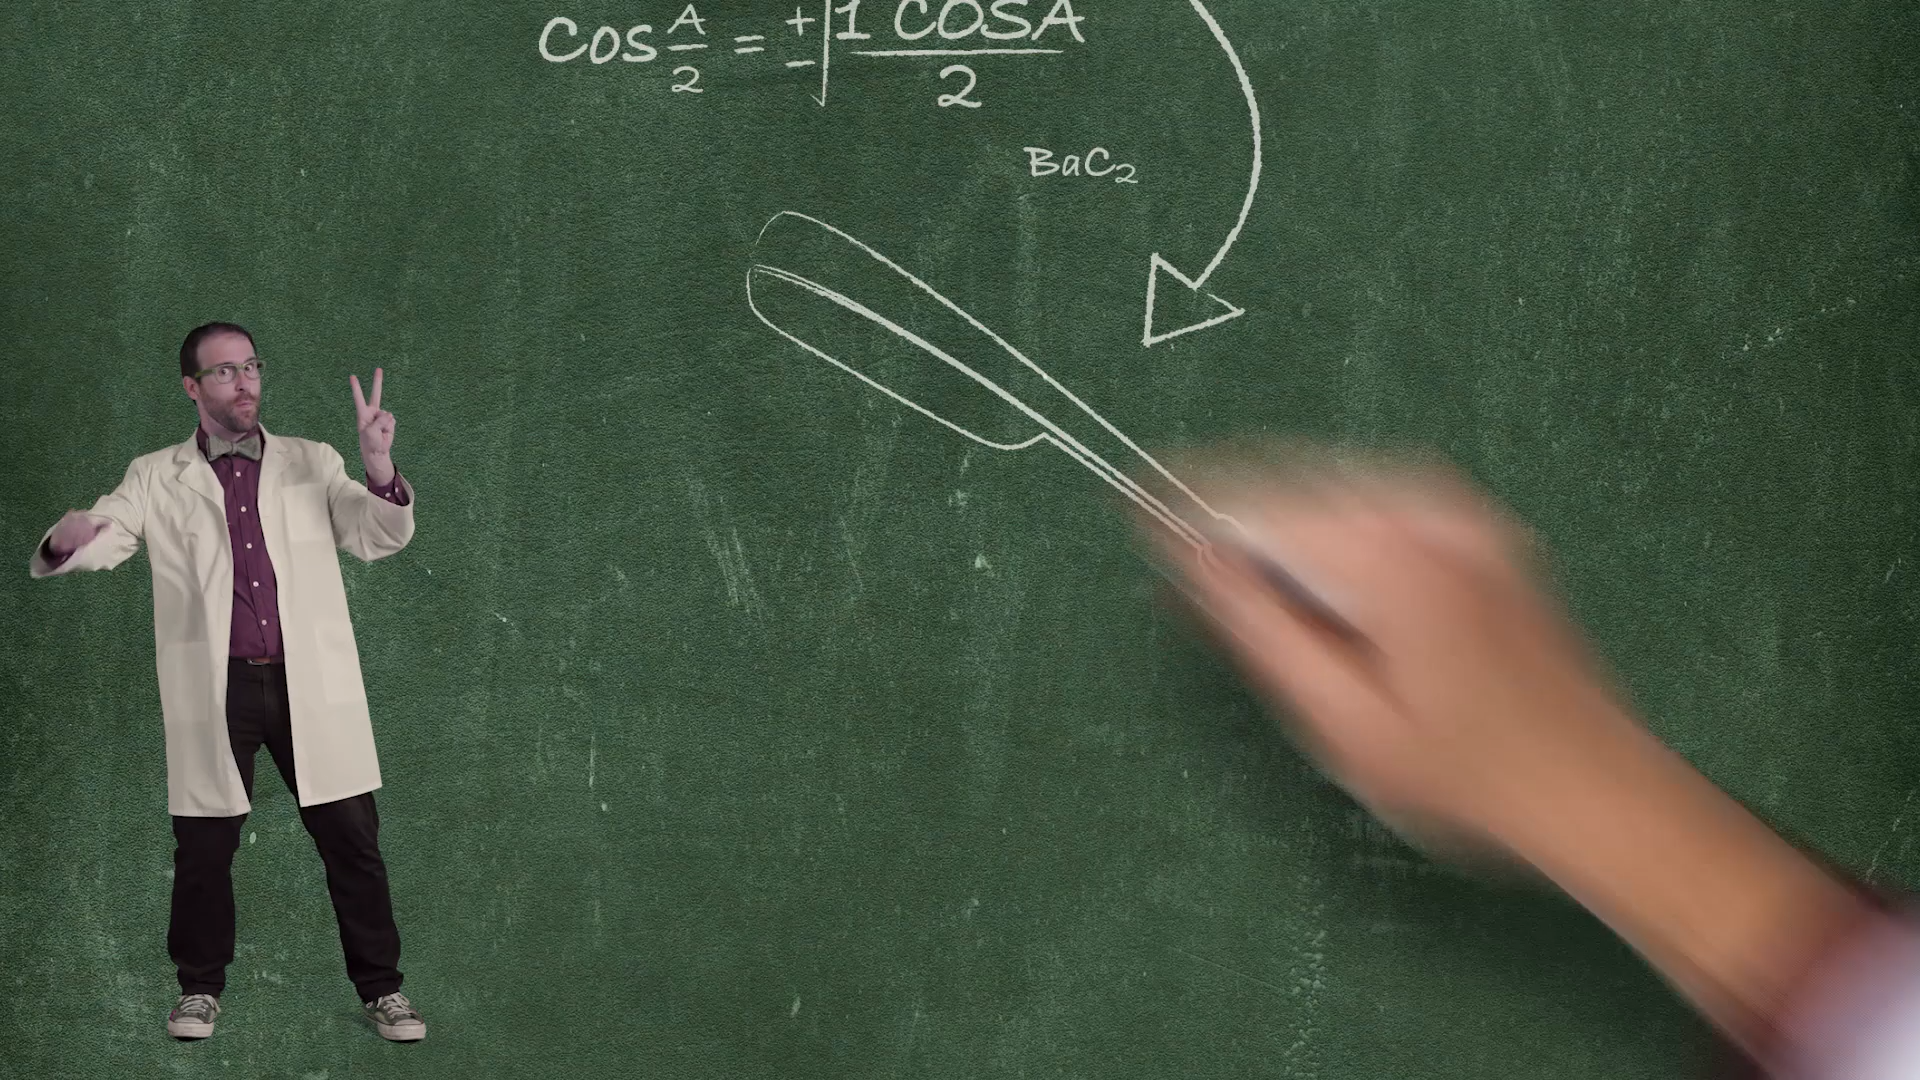 Cos A/2 = ± √1 COSA/2
BaC₂